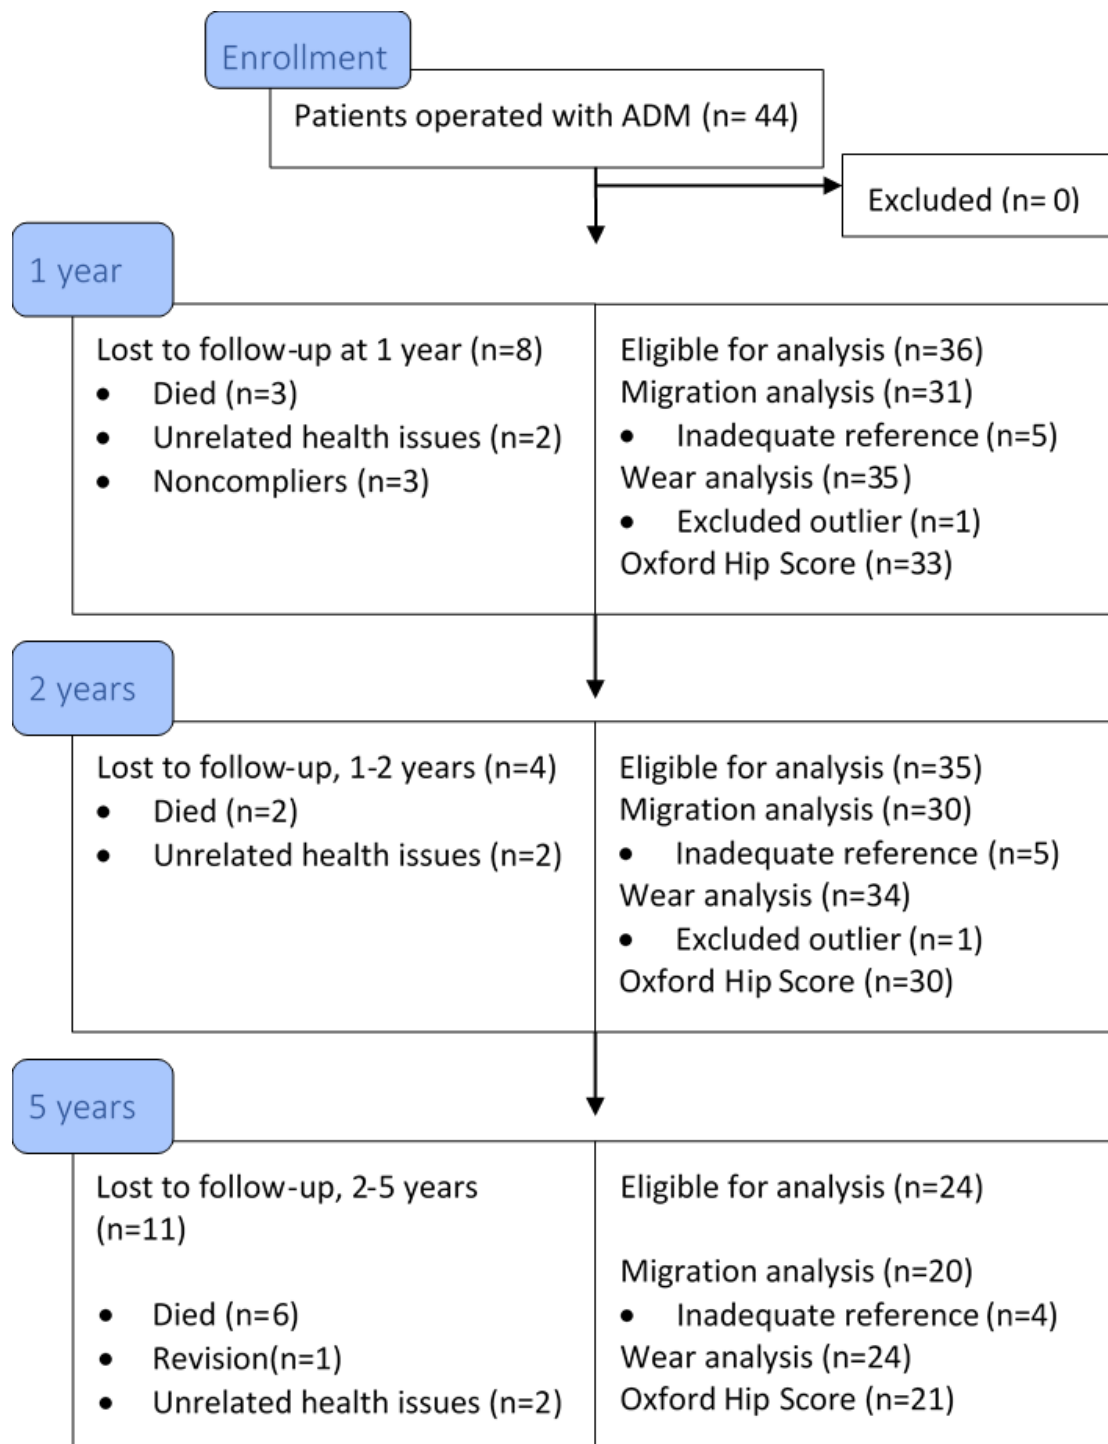 Enrollment
Patients operated with ADM (n= 44)
Excluded (n= 0)
1 year
Lost to follow-up at 1 year (n=8)
• Died (n=3)
• Unrelated health issues (n=2)
• Noncompliers (n=3)
Eligible for analysis (n=36)
Migration analysis (n=31)
• Inadequate reference (n=5)
Wear analysis (n=35)
• Excluded outlier (n=1)
Oxford Hip Score (n=33)
2 years
Lost to follow-up, 1-2 years (n=4)
• Died (n=2)
• Unrelated health issues (n=2)
Eligible for analysis (n=35)
Migration analysis (n=30)
• Inadequate reference (n=5)
Wear analysis (n=34)
• Excluded outlier (n=1)
Oxford Hip Score (n=30)
5 years
Lost to follow-up, 2-5 years
(n=11)
• Died (n=6)
• Revision(n=1)
• Unrelated health issues (n=2)
Eligible for analysis (n=24)
Migration analysis (n=20)
• Inadequate reference (n=4)
Wear analysis (n=24)
Oxford Hip Score (n=21)